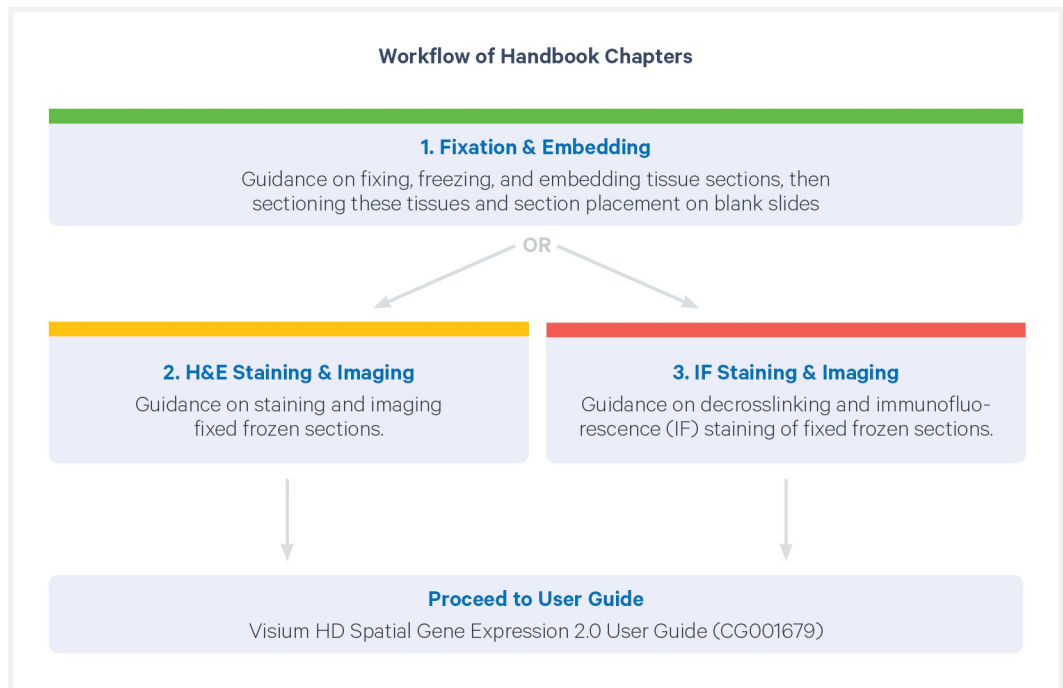 Workflow of Handbook Chapters
1. Fixation & Embedding
Guidance on fixing, freezing, and embedding tissue sections, then
sectioning these tissues and section placement on blank slides
OR
2. H&E Staining & Imaging
Guidance on staining and imaging
fixed frozen sections.
3. IF Staining & Imaging
Guidance on decrosslinking and immunofluo-
rescence (IF) staining of fixed frozen sections.
Proceed to User Guide
Visium HD Spatial Gene Expression 2.0 User Guide (CG001679)